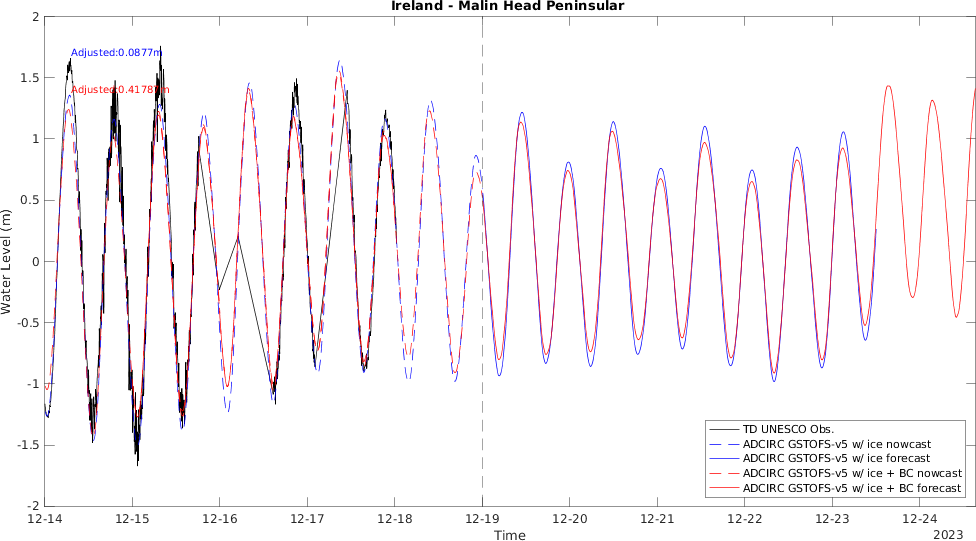 Ireland - Malin Head Peninsular
2
1.5
1
0.5
0
-0.5
-1
-1.5
-2
Water Level (m)
Adjusted:0.0877m
Adjusted:0.4178m
TD UNESCO Obs.
ADCIRC GSTOFS-v5 w/ ice nowcast
ADCIRC GSTOFS-v5 w/ ice forecast
ADCIRC GSTOFS-v5 w/ ice + BC nowcast
ADCIRC GSTOFS-v5 w/ ice + BC forecast
12-14 12-15 12-16 12-17 12-18 12-19 12-20 12-21 12-22 12-23 12-24
Time
2023